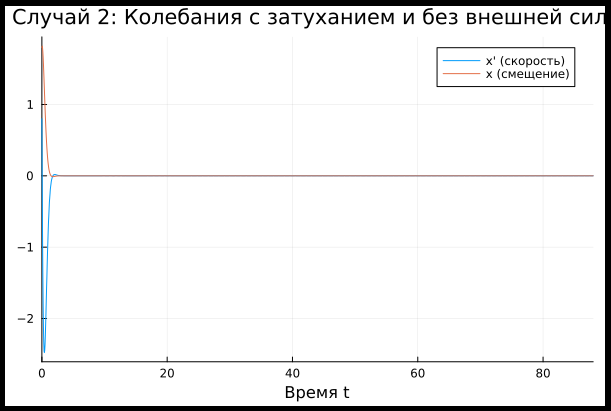 Случай 2: Колебания с затуханием и без внешней сил
x' (скорость)
x (смещение)
1
0
−1
−2
0
20
40
60
80
Время t